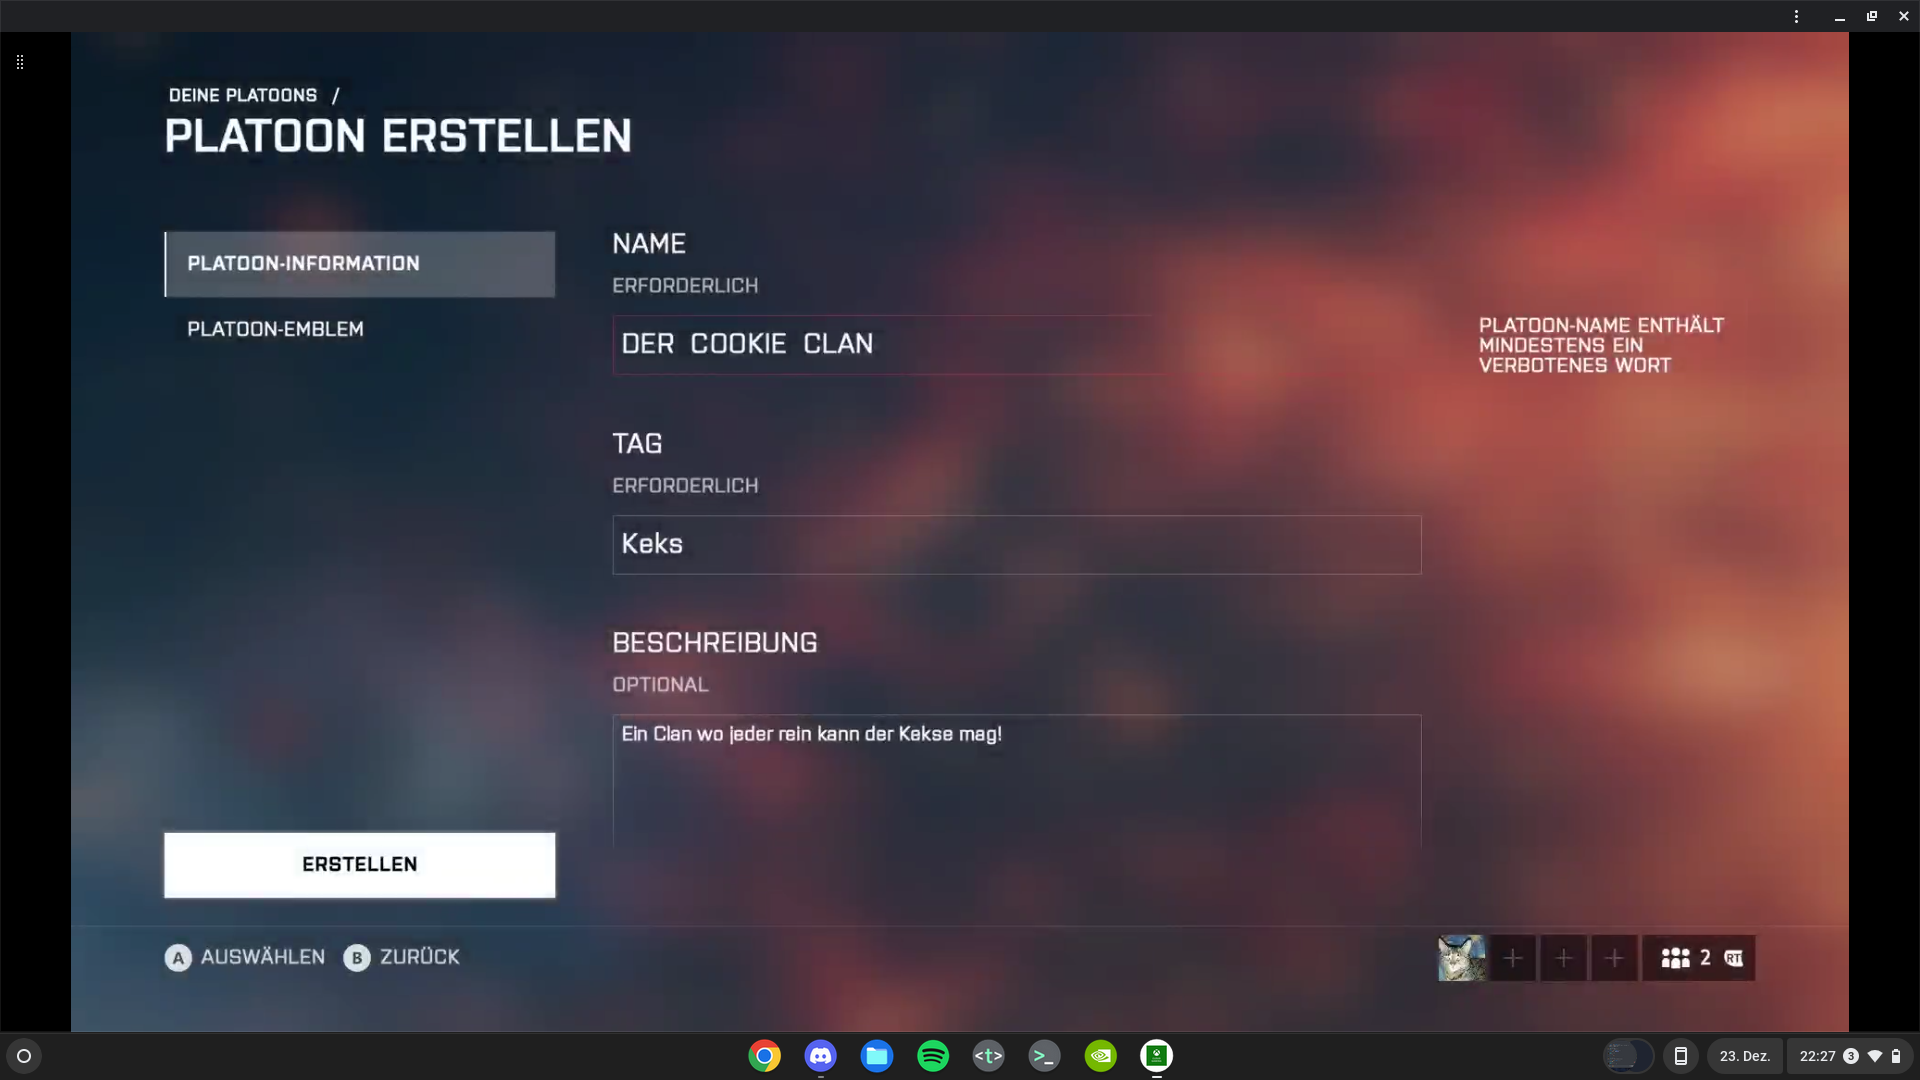 DEINE PLATOONS /
PLATOON ERSTELLEN
PLATOON-INFORMATION
PLATOON-EMBLEM
NAME
ERFORDERLICH
DER COOKIE CLAN
PLATOON-NAME ENTHÄLT
MINDESTENS EIN
VERBOTENES WORT
TAG
ERFORDERLICH
Keks
BESCHREIBUNG
OPTIONAL
Ein Clan wo jeder rein kann der Kekse mag!
ERSTELLEN
A AUSWÄHLEN B ZURÜCK
2 RT
<t> >_
23. Dez. 22:27 3